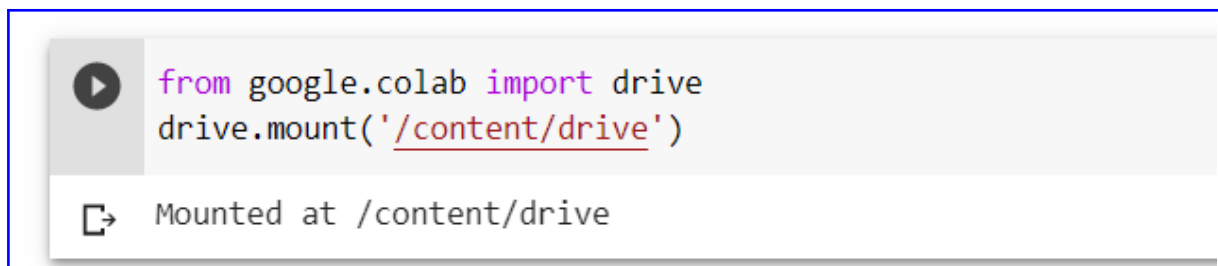 from google.colab import drive
drive.mount('/content/drive')
Mounted at /content/drive